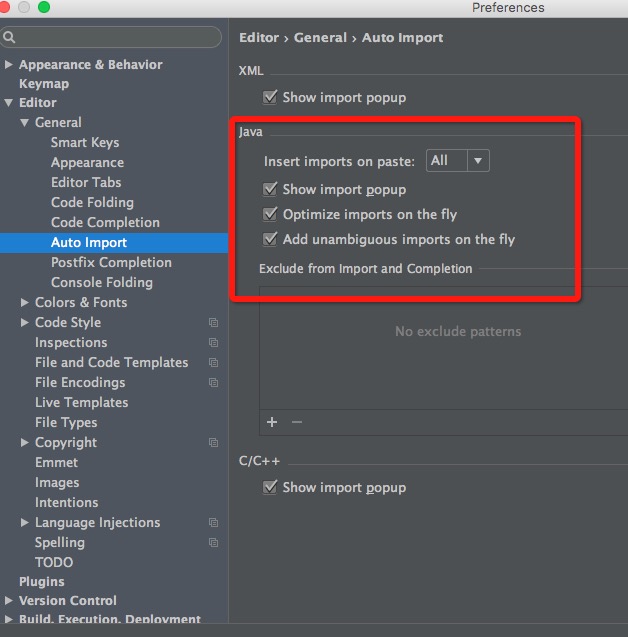 Preferences
Editor › General › Auto Import
Appearance & Behavior
Keymap
Editor
General
Smart Keys
Appearance
Editor Tabs
Code Folding
Code Completion
Auto Import
Postfix Completion
Console Folding
Colors & Fonts
Code Style
Inspections
File and Code Templates
File Encodings
Live Templates
File Types
Copyright
Emmet
Images
Intentions
Language Injections
Spelling
TODO
Plugins
Version Control
Build, Execution, Deployment
XML
Show import popup
Java
Insert imports on paste: All
Show import popup
Optimize imports on the fly
Add unambiguous imports on the fly
Exclude from Import and Completion
No exclude patterns
C/C++
Show import popup